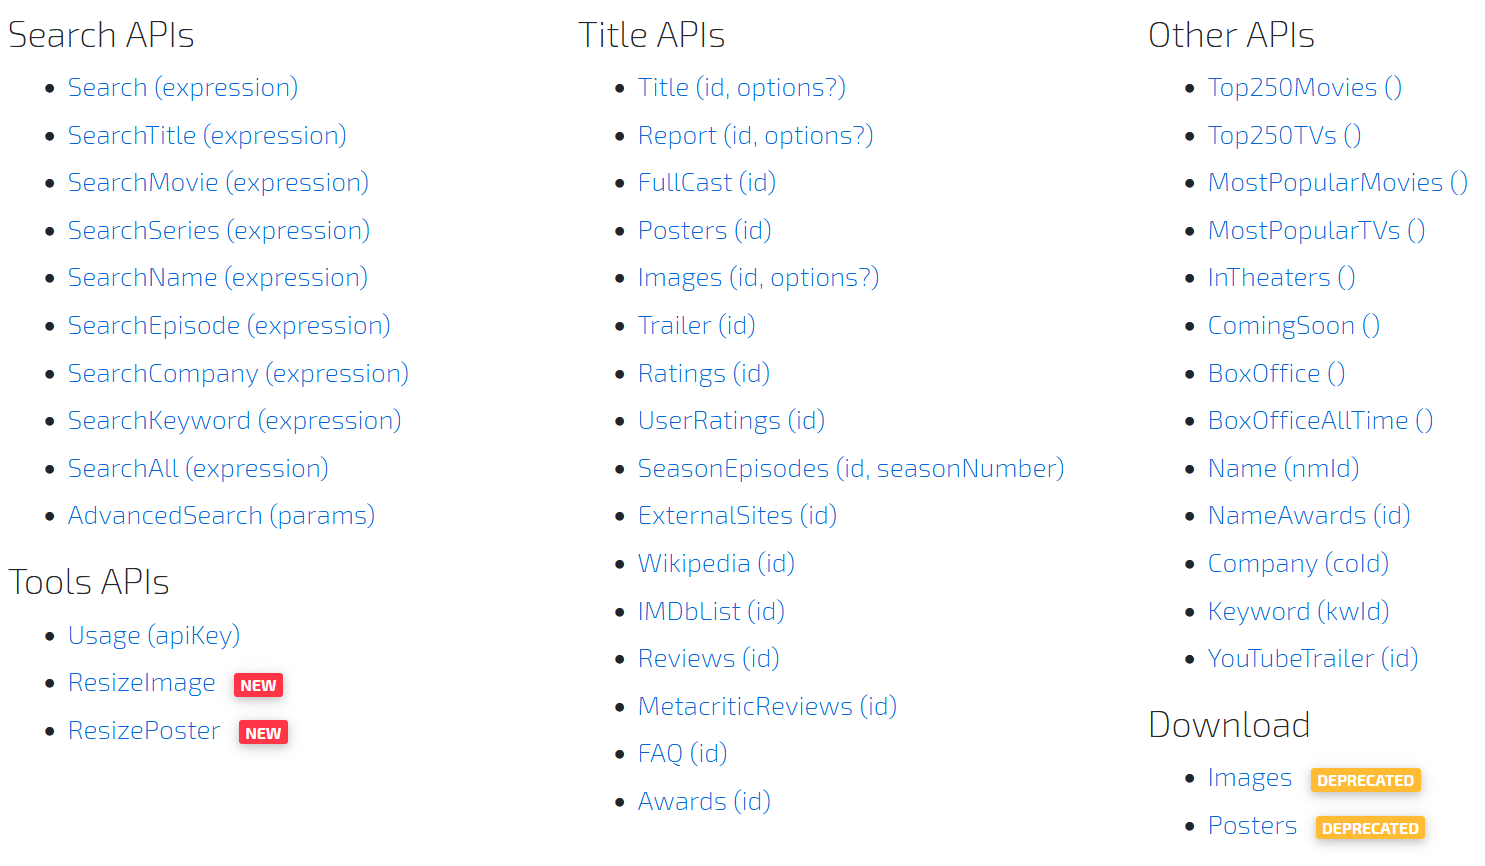 Search APIs
Search (expression)
SearchTitle (expression)
SearchMovie (expression)
SearchSeries (expression)
SearchName (expression)
SearchEpisode (expression)
SearchCompany (expression)
SearchKeyword (expression)
SearchAll (expression)
AdvancedSearch (params)
Tools APIs
Usage (apiKey)
ResizeImage NEW
ResizePoster NEW
Title APIs
Title (id, options?)
Report (id, options?)
FullCast (id)
Posters (id)
Images (id, options?)
Trailer (id)
Ratings (id)
UserRatings (id)
SeasonEpisodes (id, seasonNumber)
ExternalSites (id)
Wikipedia (id)
IMDbList (id)
Reviews (id)
MetacriticReviews (id)
FAQ (id)
Awards (id)
Other APIs
Top250Movies ()
Top250TVs ()
MostPopularMovies ()
MostPopularTVs ()
InTheaters ()
ComingSoon ()
BoxOffice ()
BoxOfficeAllTime ()
Name (nmId)
NameAwards (id)
Company (coId)
Keyword (kwId)
YouTubeTrailer (id)
Download
Images DEPRECATED
Posters DEPRECATED